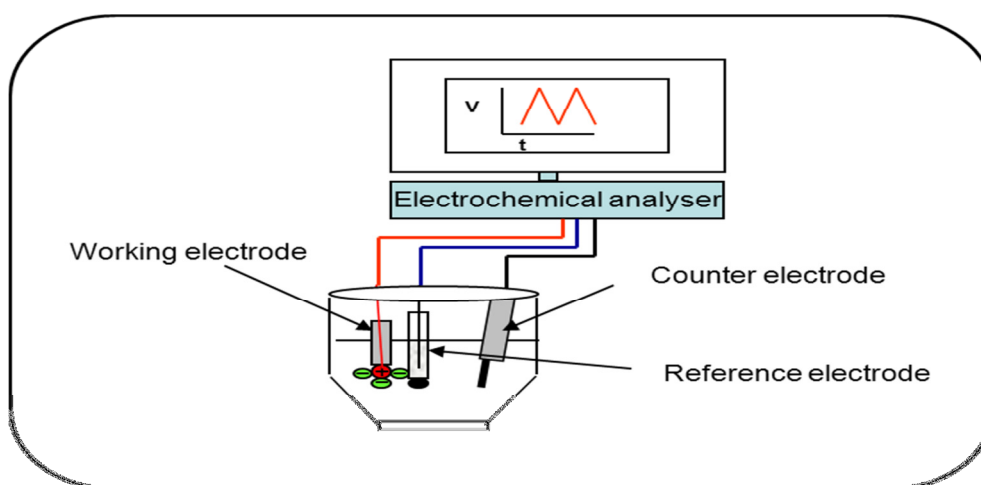 V
t
Electrochemical analyser
Working electrode
Counter electrode
Reference electrode
+
− − −